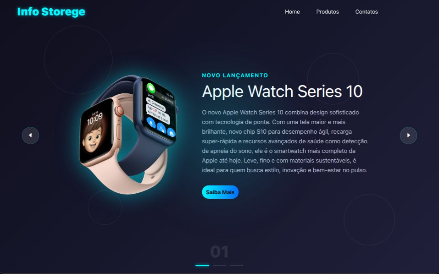 Info Storege
Home Produtos Contatos
NOVO LANÇAMENTO
Apple Watch Series 10
O novo Apple Watch Series 10 combina design sofisticado
com tecnologia de ponta. Com uma tela maior e mais
brilhante, novo chip S10 para desempenho ágil, recarga
super-rápida e recursos avançados de saúde como detecção
de apneia do sono, ele é o smartwatch mais completo da
Apple até hoje. Leve, fino e com materiais sustentáveis, é
ideal para quem busca estilo, inovação e bem-estar no pulso.
Saiba Mais
01